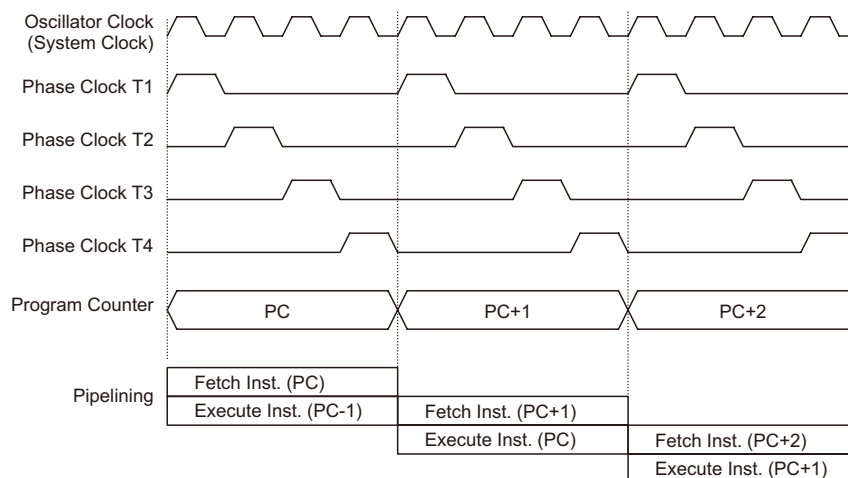 Oscillator Clock
(System Clock)
Phase Clock T1
Phase Clock T2
Phase Clock T3
Phase Clock T4
Program Counter
PC
PC+1
PC+2
Pipelining
Fetch Inst. (PC)
Execute Inst. (PC-1)
Fetch Inst. (PC+1)
Execute Inst. (PC)
Fetch Inst. (PC+2)
Execute Inst. (PC+1)